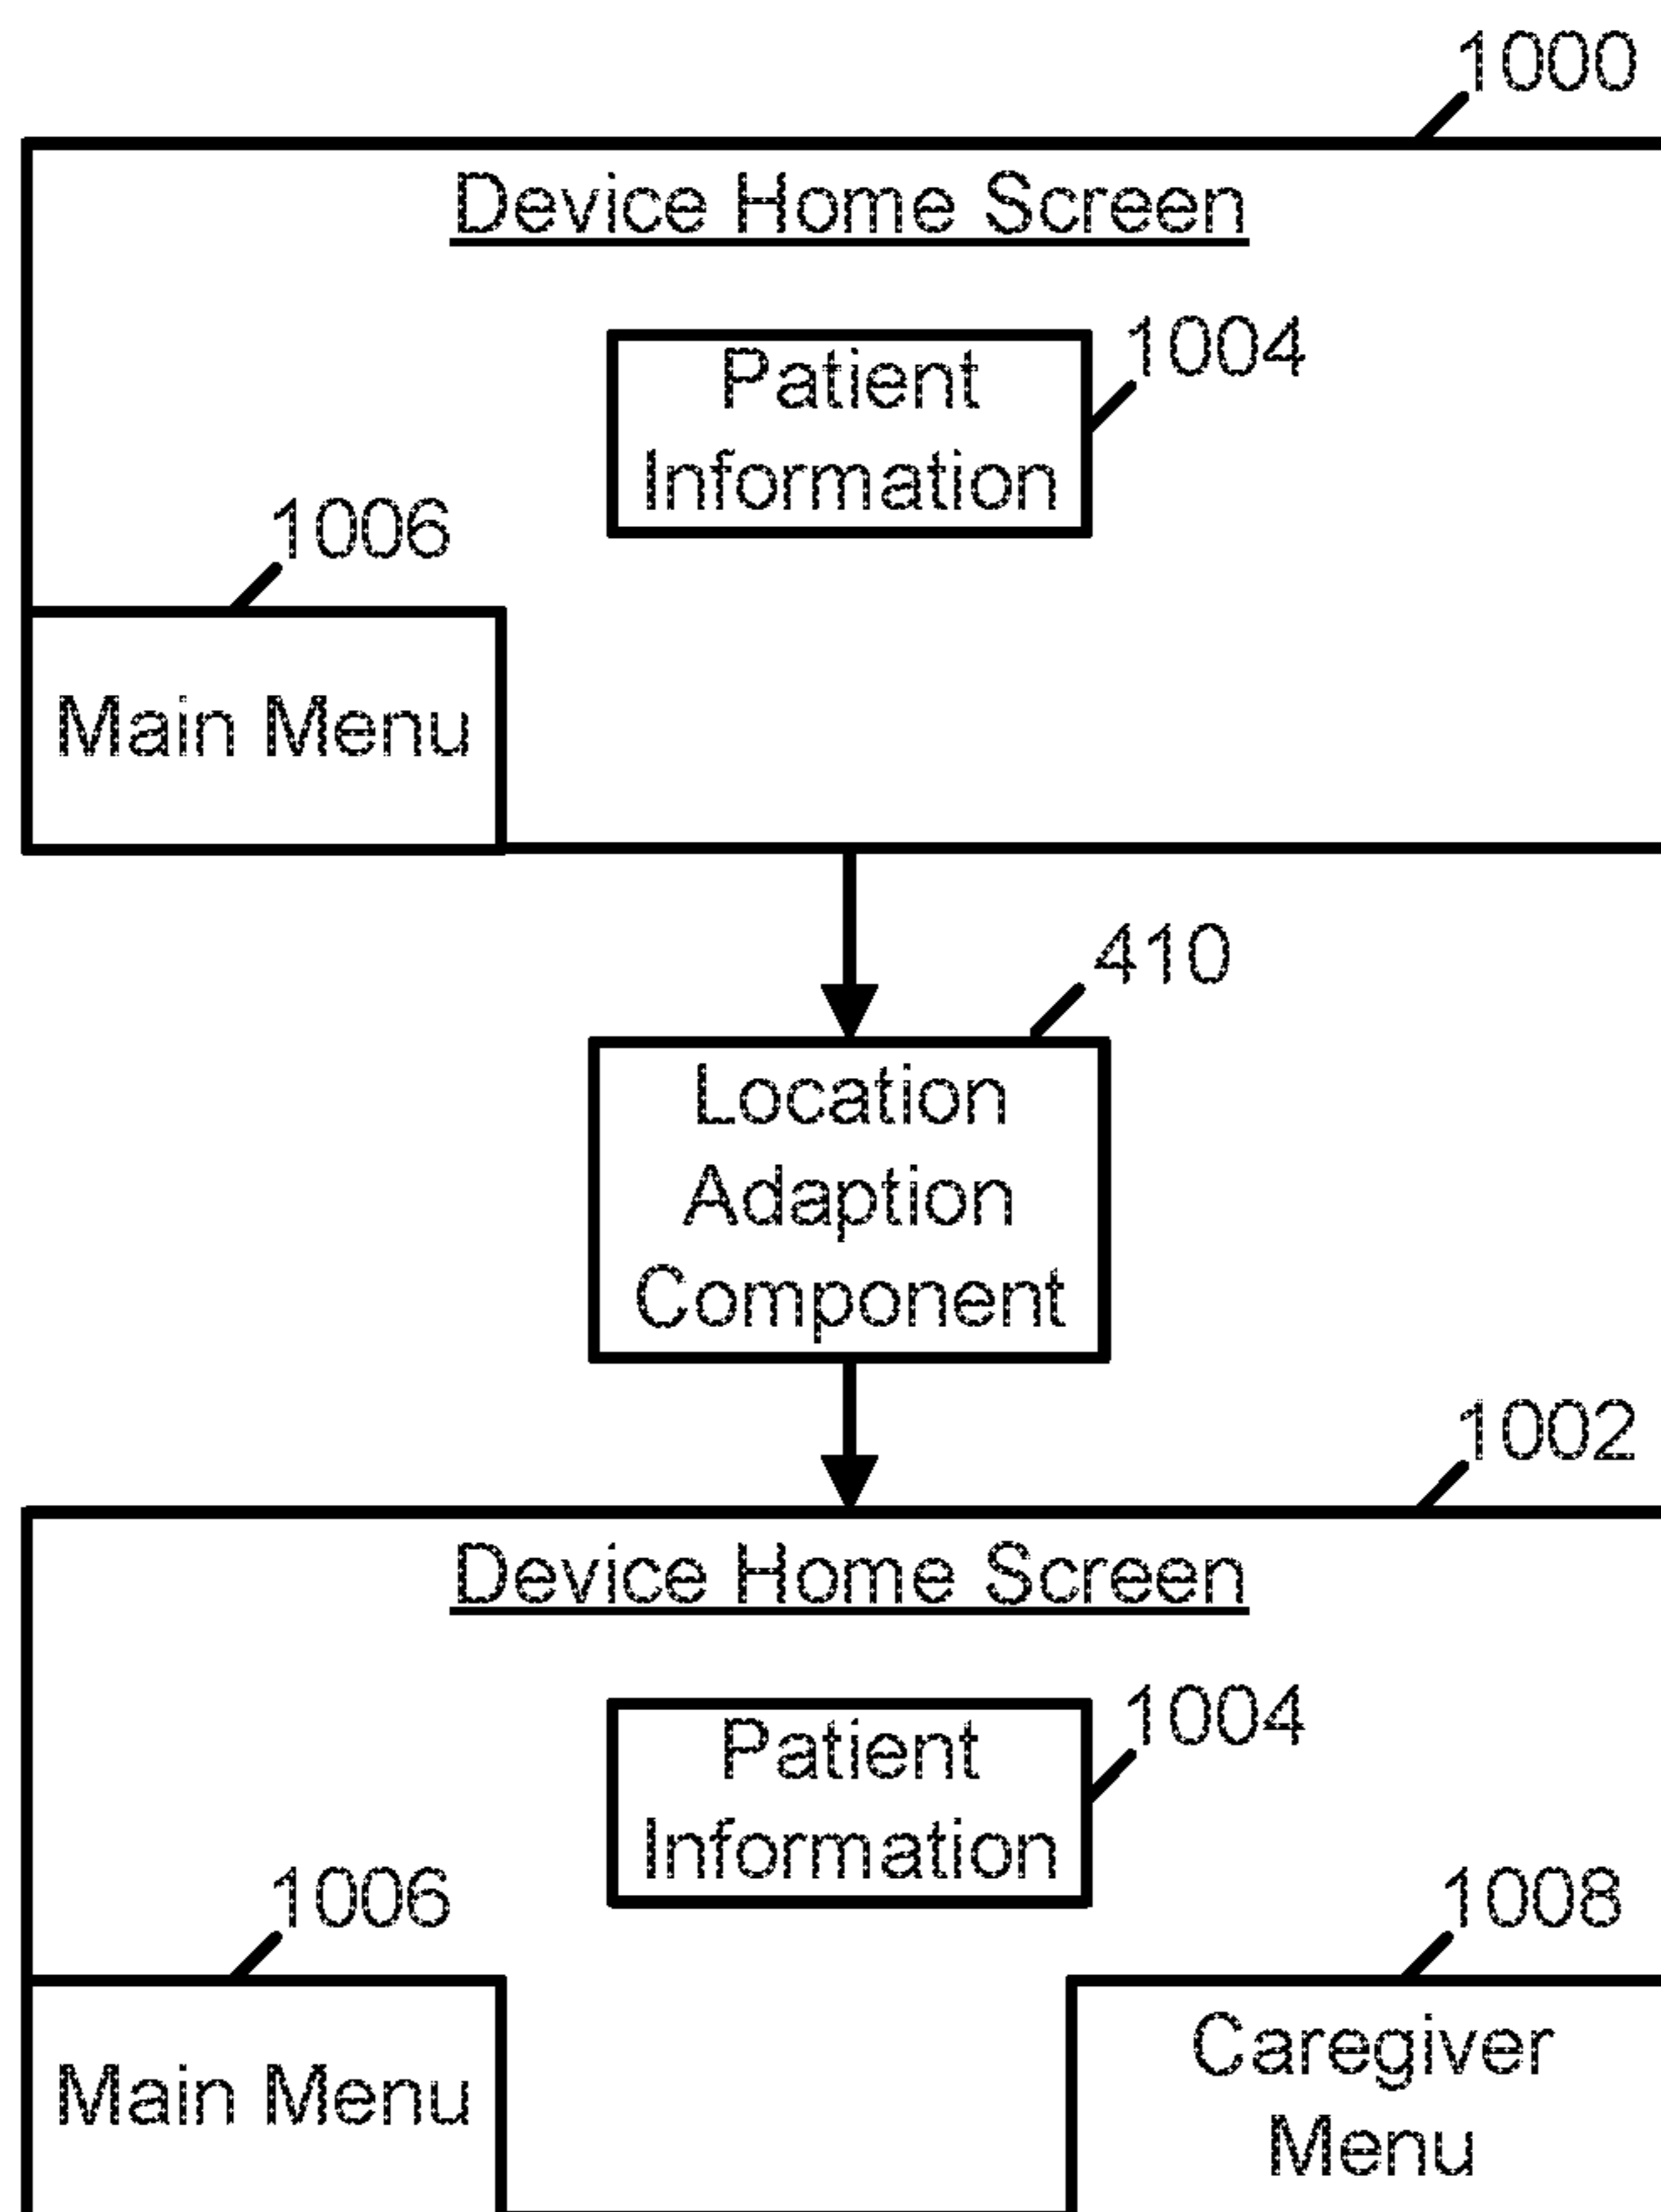 1000
Device Home Screen
1004
Patient
Information
1006
Main Menu
410
Location
Adaption
Component
1002
Device Home Screen
1004
Patient
Information
1006
1008
Main Menu
Caregiver
Menu